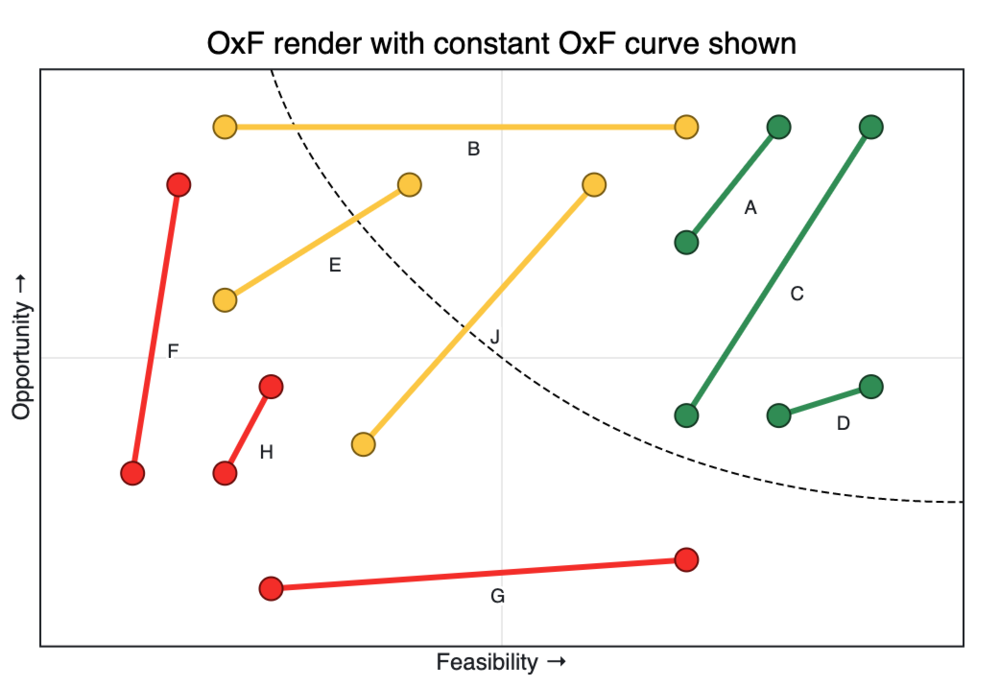 OxF render with constant OxF curve shown
B
A
E
C
J
F
D
H
G
Opportunity →
Feasibility →